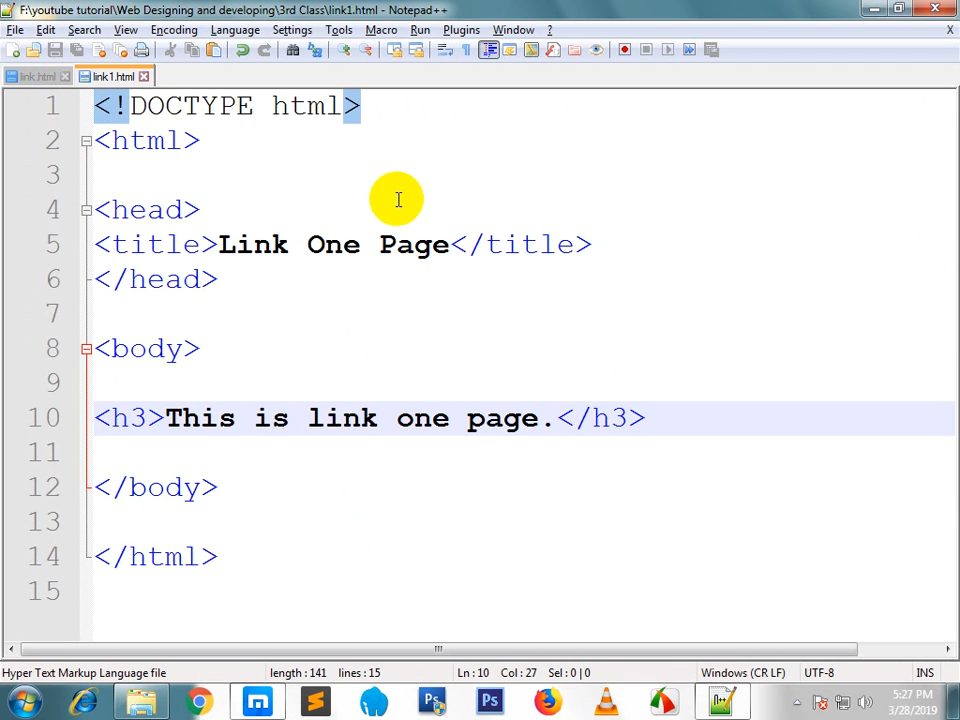 F:\youtube tutorial\Web Designing and developing\3rd Class\link1.html - Notepad++
File Edit Search View Encoding Language Settings Tools Macro Run Plugins Window ? X
link.html link1.html
1 <!DOCTYPE html>
2 <html>
3
4 <head>
5 <title>Link One Page</title>
6 </head>
7
8 <body>
9
10 <h3>This is link one page.</h3>
11
12 </body>
13
14 </html>
15
Hyper Text Markup Language file length : 141 lines : 15 Ln : 10 Col : 27 Sel : 0 | 0 Windows (CR LF) UTF-8 INS
5:27 PM
3/28/2019